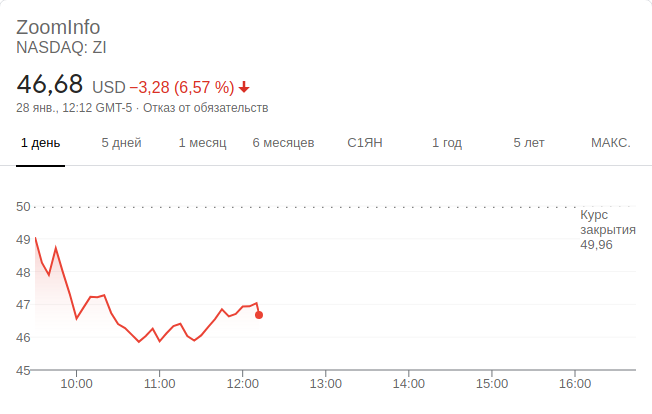 ZoomInfo
NASDAQ: ZI
46,68 USD −3,28 (6,57 %)
28 янв., 12:12 GMT-5 · Отказ от обязательств
1 день 5 дней 1 месяц 6 месяцев С1ЯН 1 год 5 лет МАКС.
50
Курс
закрытия
49,96
49
48
47
46
45
10:00 11:00 12:00 13:00 14:00 15:00 16:00